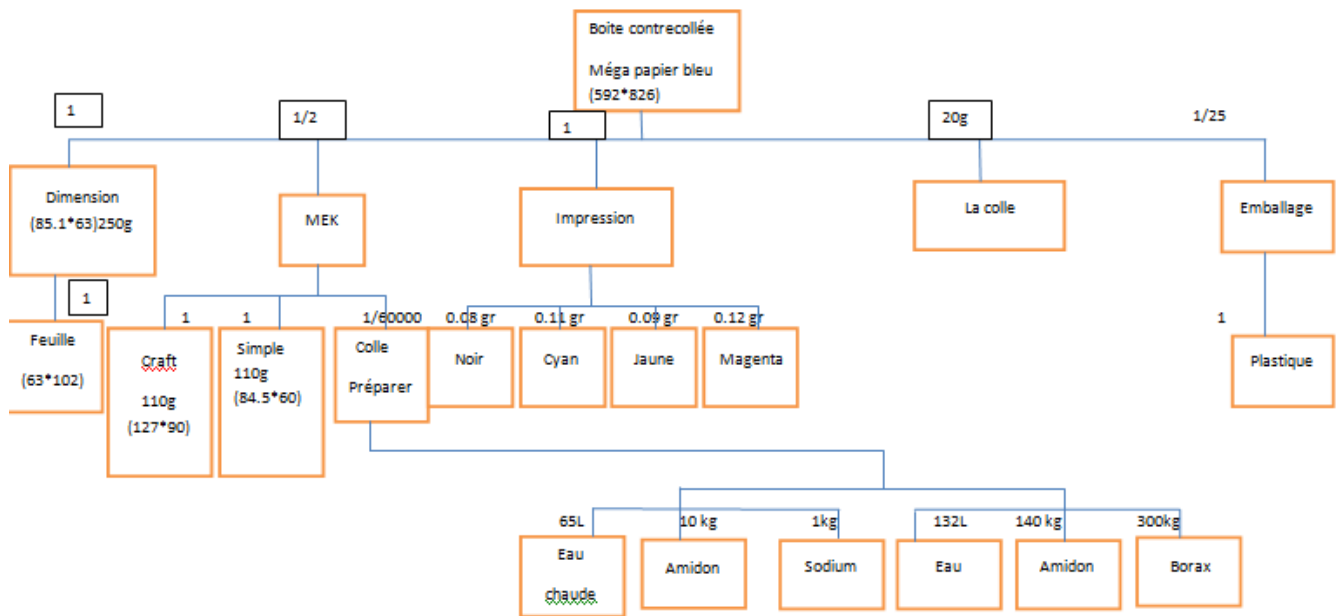 Boite contrecollée
Méga papier bleu
(592*826)
1
1/2
1
20g
1/25
Dimension
(85.1*63)250g
MEK
Impression
La colle
Emballage
1
1
1
1/60000
0.08 gr
0.11 gr
0.09 gr
0.12 gr
1
Feuille
(63*102)
Craft
110g
(127*90)
Simple
110g
(84.5*60)
Colle
Préparer
Noir
Cyan
Jaune
Magenta
Plastique
65L
10 kg
1kg
132L
140 kg
300kg
Eau
chaude
Amidon
Sodium
Eau
Amidon
Borax